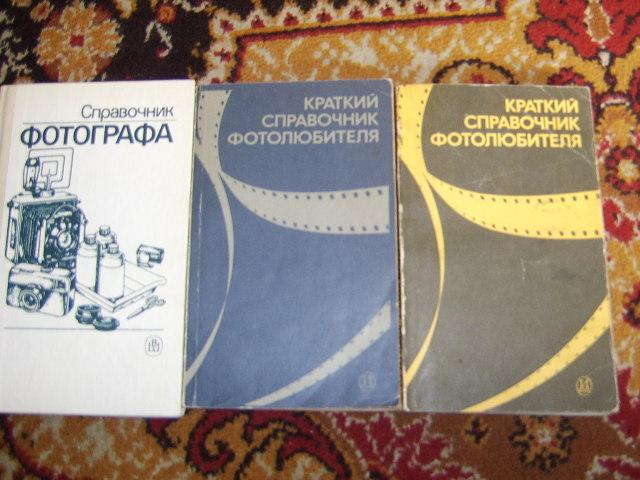 Справочник
ФОТОГРАФА
КРАТКИЙ
СПРАВОЧНИК
ФОТОЛЮБИТЕЛЯ
КРАТКИЙ
СПРАВОЧНИК
ФОТОЛЮБИТЕЛЯ